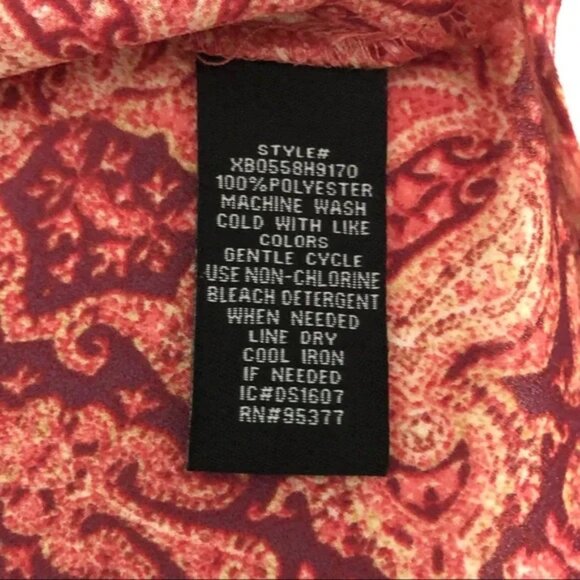 STYLE#
XB0558H9170
100%POLYESTER
MACHINE WASH
COLD WITH LIKE
COLORS
GENTLE CYCLE
USE NON-CHLORINE
BLEACH DETERGENT
WHEN NEEDED
LINE DRY
COOL IRON
IF NEEDED
IC#DS1607
RN#95377